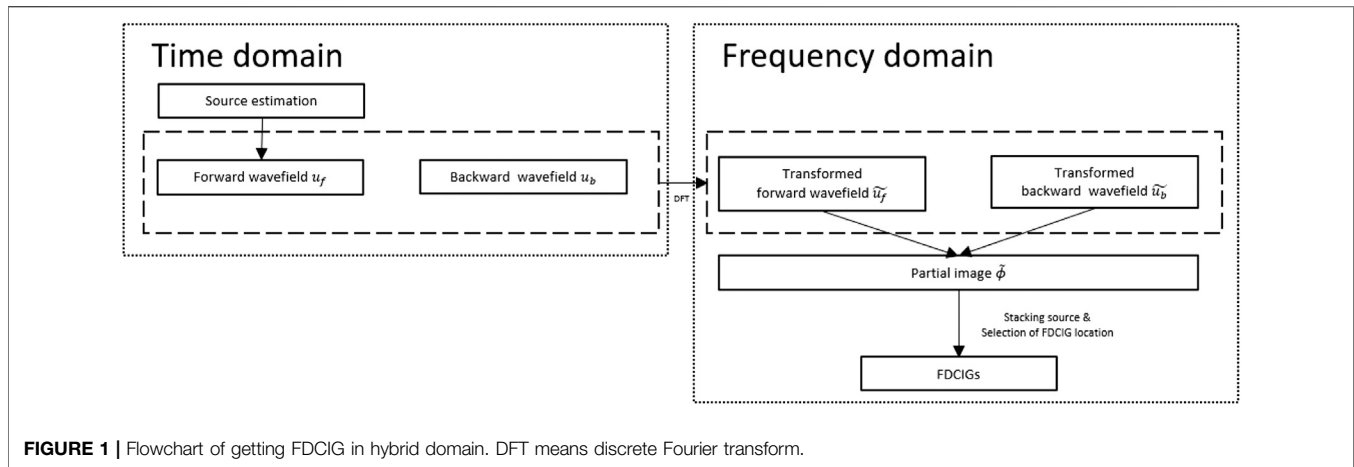 Time domain
Frequency domain
Source estimation
Forward wavefield u_f
Backward wavefield u_b
DFT
Transformed
forward wavefield ũ_f
Transformed
backward wavefield ũ_b
Partial image ϕ̃
Stacking source &
Selection of FDCIG location
FDCIGs
FIGURE 1 | Flowchart of getting FDCIG in hybrid domain. DFT means discrete Fourier transform.